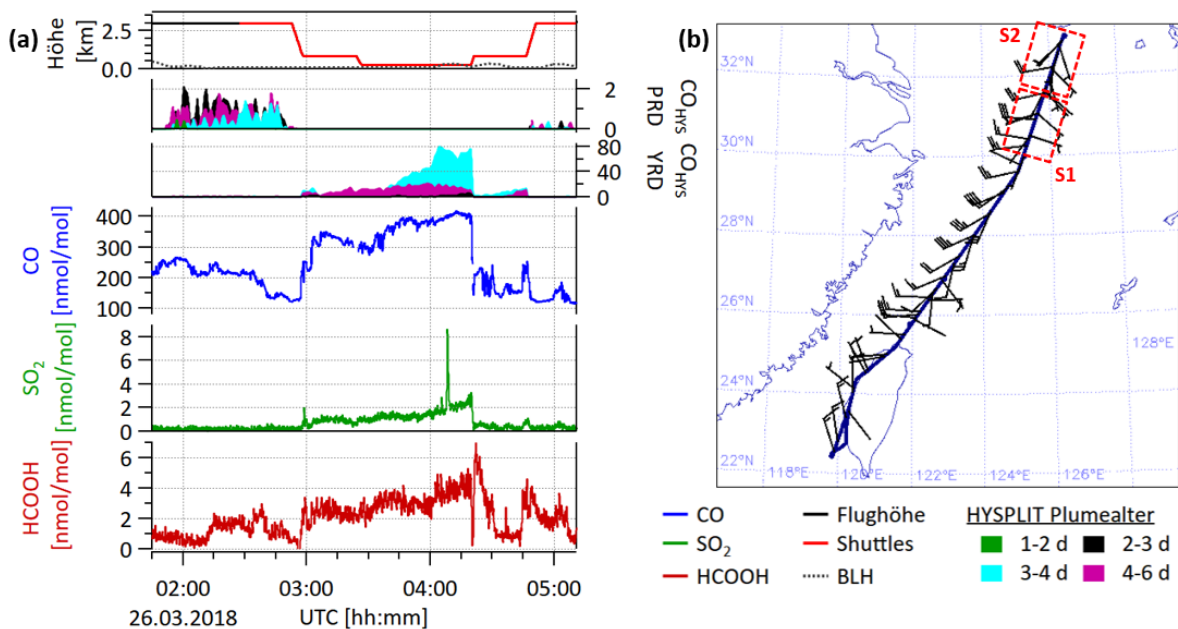 (a)
Höhe [km]
2.5
0.0
2
0
CO_HYS PRD
80
40
0
CO_HYS YRD
400
300
200
100
CO [nmol/mol]
8
6
4
2
0
SO₂ [nmol/mol]
6
4
2
0
HCOOH [nmol/mol]
02:00 03:00 04:00 05:00
26.03.2018 UTC [hh:mm]
(b)
S2
S1
32°N
30°N
28°N
26°N
24°N
22°N
32°N
30°N
128°E
118°E 120°E 122°E 124°E 126°E
CO Flughöhe HYSPLIT Plumealter
SO₂ Shuttles 1-2 d 2-3 d
HCOOH BLH 3-4 d 4-6 d